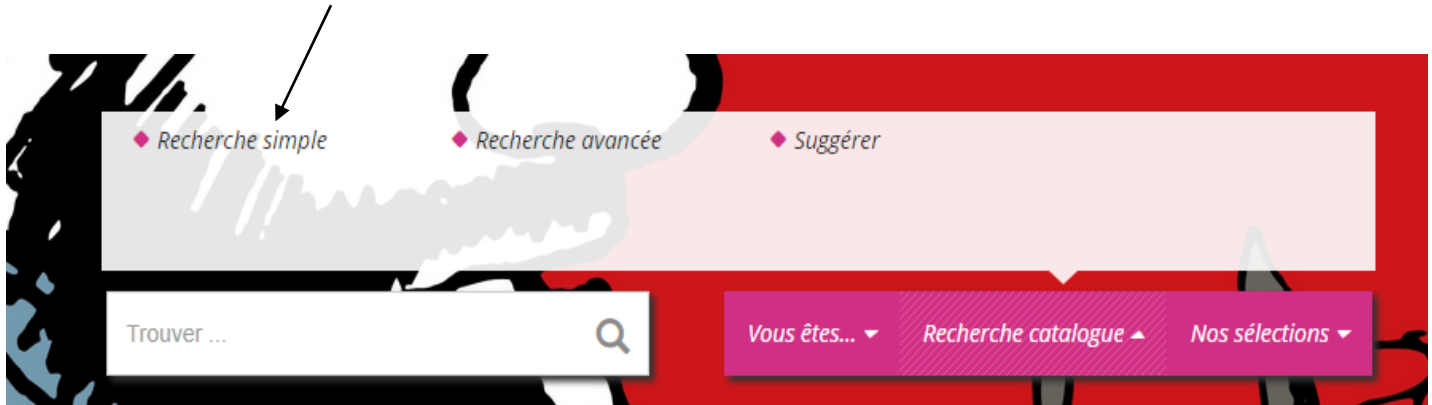 Recherche simple
Recherche avancée
Suggérer
Trouver ...
Vous êtes...
Recherche catalogue
Nos sélections